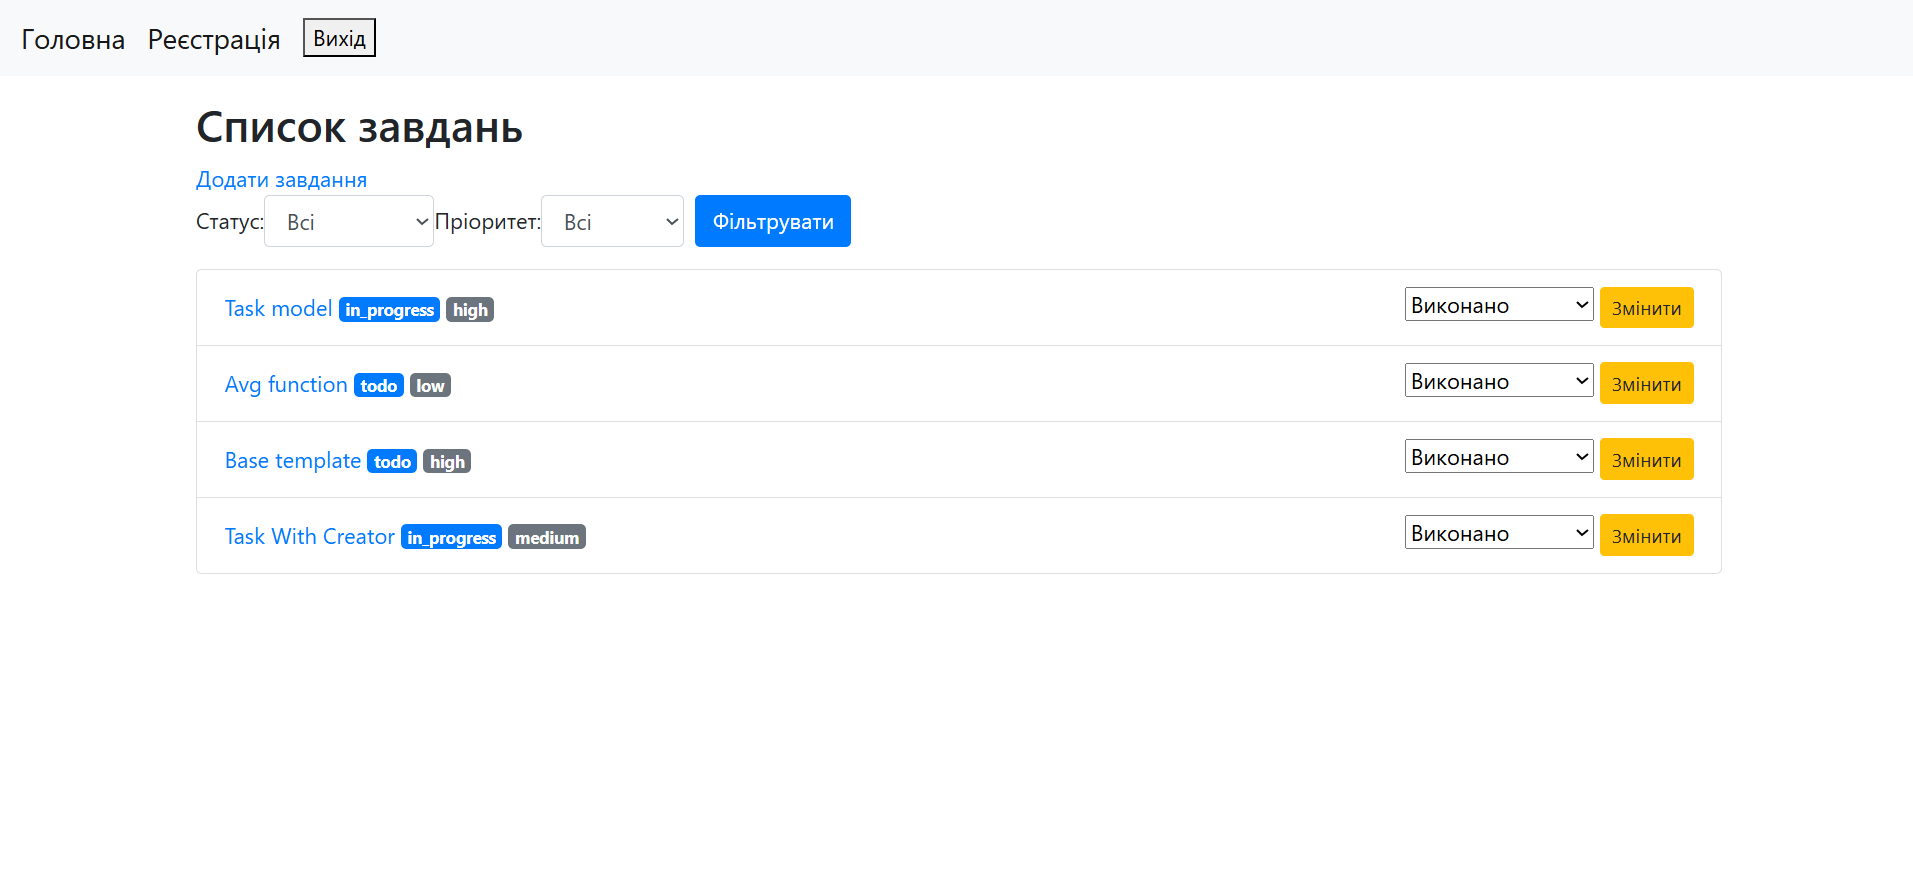 Головна Реєстрація Вихід
Список завдань
Додати завдання
Статус: Всі Пріоритет: Всі Фільтрувати
Task model in_progress high Виконано Змінити
Avg function todo low Виконано Змінити
Base template todo high Виконано Змінити
Task With Creator in_progress medium Виконано Змінити